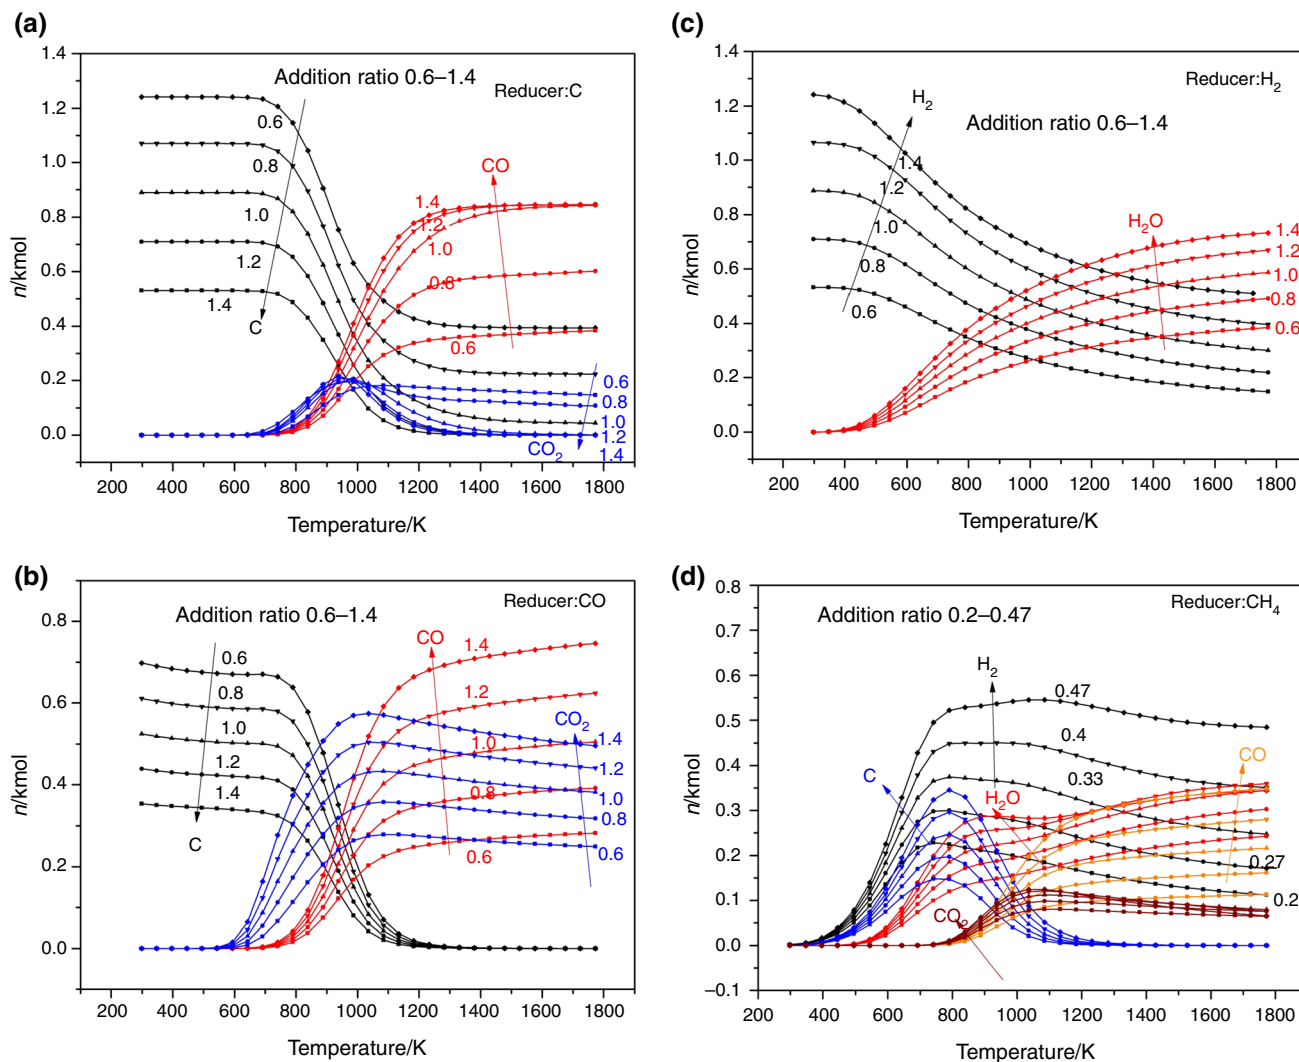 (a)
1.4
1.2
1.0
0.8
0.6
0.4
0.2
0.0
n/kmol
Addition ratio 0.6–1.4
Reducer:C
0.6
0.8
1.0
1.2
1.4
C
CO
1.4
1.2
1.0
0.8
0.6
0.6
0.8
1.0
1.2
1.4
CO2
200 400 600 800 1000 1200 1400 1600 1800
Temperature/K
(c)
1.4
1.2
1.0
0.8
0.6
0.4
0.2
0.0
n/kmol
Reducer:H2
Addition ratio 0.6–1.4
H2
1.4
1.2
1.0
0.8
0.6
H2O
1.4
1.2
1.0
0.8
0.6
200 400 600 800 1000 1200 1400 1600 1800
Temperature/K
(b)
0.8
0.6
0.4
0.2
0.0
n/kmol
Addition ratio 0.6–1.4
Reducer:CO
0.6
0.8
1.0
1.2
1.4
C
CO
1.4
1.2
1.0
0.8
0.6
CO2
1.4
1.2
1.0
0.8
0.6
200 400 600 800 1000 1200 1400 1600 1800
Temperature/K
(d)
0.8
0.7
0.6
0.5
0.4
0.3
0.2
0.1
0.0
–0.1
n/kmol
Addition ratio 0.2–0.47
Reducer:CH4
H2
0.47
0.4
0.33
0.27
0.2
C
H2O
CO
CO2
200 400 600 800 1000 1200 1400 1600 1800
Temperature/K